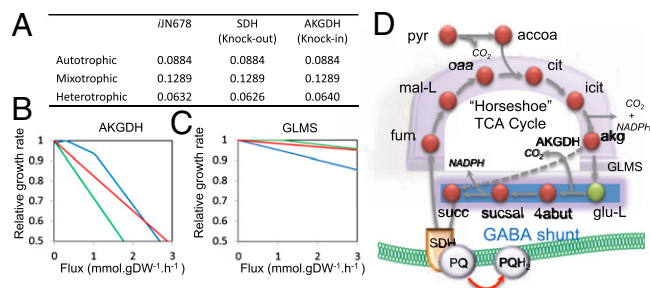 A
iJN678 SDH (Knock-out) AKGDH (Knock-in)
Autotrophic 0.0884 0.0884 0.0884
Mixotrophic 0.1289 0.1289 0.1289
Heterotrophic 0.0632 0.0626 0.0640
B
AKGDH
Relative growth rate
1
0.9
0.8
0.7
0.6
0.5
0 1 2 3
Flux (mmol.gDW⁻¹.h⁻¹)
C
GLMS
Relative growth rate
1
0.9
0.8
0.7
0.6
0.5
0 1 2 3
Flux (mmol.gDW⁻¹.h⁻¹)
D
pyr
accoa
CO2
oaa
cit
mal-L
icit
"Horseshoe"
TCA Cycle
CO2
+
NADPH
fum
AKGDH
akg
CO2
NADPH
GLMS
succ
sucsal
4abut
glu-L
GABA shunt
SDH
PQ
PQH2